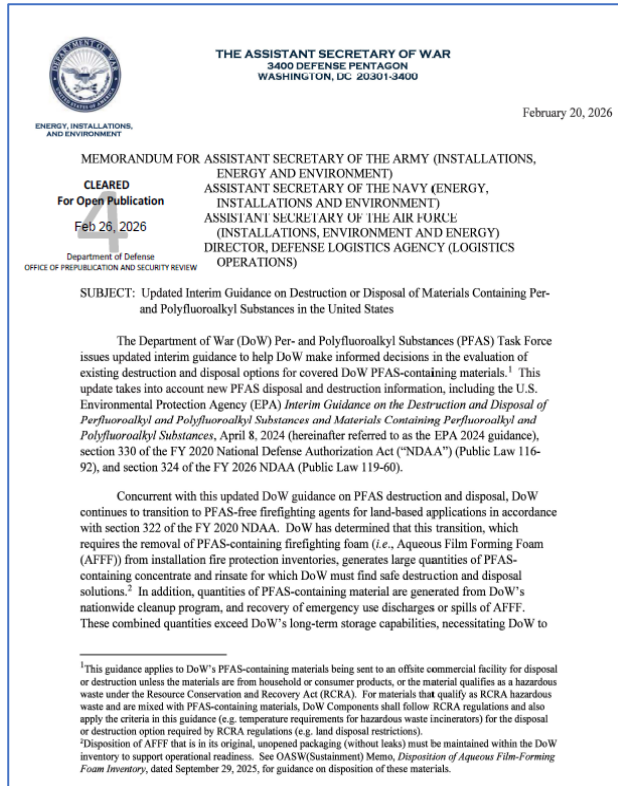 THE ASSISTANT SECRETARY OF WAR
3400 DEFENSE PENTAGON
WASHINGTON, DC 20301-3400
ENERGY, INSTALLATIONS,
AND ENVIRONMENT
February 20, 2026
MEMORANDUM FOR ASSISTANT SECRETARY OF THE ARMY (INSTALLATIONS,
ENERGY AND ENVIRONMENT)
ASSISTANT SECRETARY OF THE NAVY (ENERGY,
INSTALLATIONS AND ENVIRONMENT)
ASSISTANT SECRETARY OF THE AIR FORCE
(INSTALLATIONS, ENVIRONMENT AND ENERGY)
DIRECTOR, DEFENSE LOGISTICS AGENCY (LOGISTICS
OPERATIONS)
CLEARED
For Open Publication
4
Feb 26, 2026
Department of Defense
OFFICE OF PREPUBLICATION AND SECURITY REVIEW
SUBJECT: Updated Interim Guidance on Destruction or Disposal of Materials Containing Per-
and Polyfluoroalkyl Substances in the United States
The Department of War (DoW) Per- and Polyfluoroalkyl Substances (PFAS) Task Force
issues updated interim guidance to help DoW make informed decisions in the evaluation of
existing destruction and disposal options for covered DoW PFAS-containing materials.1 This
update takes into account new PFAS disposal and destruction information, including the U.S.
Environmental Protection Agency (EPA) Interim Guidance on the Destruction and Disposal of
Perfluoroalkyl and Polyfluoroalkyl Substances and Materials Containing Perfluoroalkyl and
Polyfluoroalkyl Substances, April 8, 2024 (hereinafter referred to as the EPA 2024 guidance),
section 330 of the FY 2020 National Defense Authorization Act (“NDAA”) (Public Law 116-
92), and section 324 of the FY 2026 NDAA (Public Law 119-60).
Concurrent with this updated DoW guidance on PFAS destruction and disposal, DoW
continues to transition to PFAS-free firefighting agents for land-based applications in accordance
with section 322 of the FY 2020 NDAA. DoW has determined that this transition, which
requires the removal of PFAS-containing firefighting foam (i.e., Aqueous Film Forming Foam
(AFFF)) from installation fire protection inventories, generates large quantities of PFAS-
containing concentrate and rinsate for which DoW must find safe destruction and disposal
solutions.2 In addition, quantities of PFAS-containing material are generated from DoW’s
nationwide cleanup program, and recovery of emergency use discharges or spills of AFFF.
These combined quantities exceed DoW’s long-term storage capabilities, necessitating DoW to
1This guidance applies to DoW’s PFAS-containing materials being sent to an offsite commercial facility for disposal
or destruction unless the materials are from household or consumer products, or the material qualifies as a hazardous
waste under the Resource Conservation and Recovery Act (RCRA). For materials that qualify as RCRA hazardous
waste and are mixed with PFAS-containing materials, DoW Components shall follow RCRA regulations and also
apply the criteria in this guidance (e.g. temperature requirements for hazardous waste incinerators) for the disposal
or destruction option required by RCRA regulations (e.g. land disposal restrictions).
2Disposition of AFFF that is in its original, unopened packaging (without leaks) must be maintained within the DoW
inventory to support operational readiness. See OASW(Sustainment) Memo, Disposition of Aqueous Film-Forming
Foam Inventory, dated September 29, 2025, for guidance on disposition of these materials.